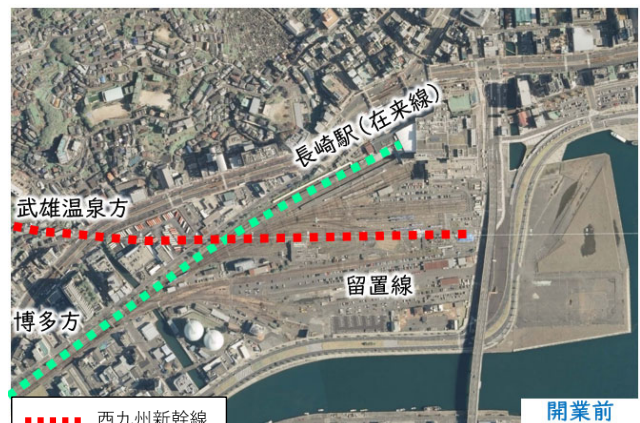 長崎駅(在来線)
武雄温泉方
留置線
博多方
西九州新幹線
開業前